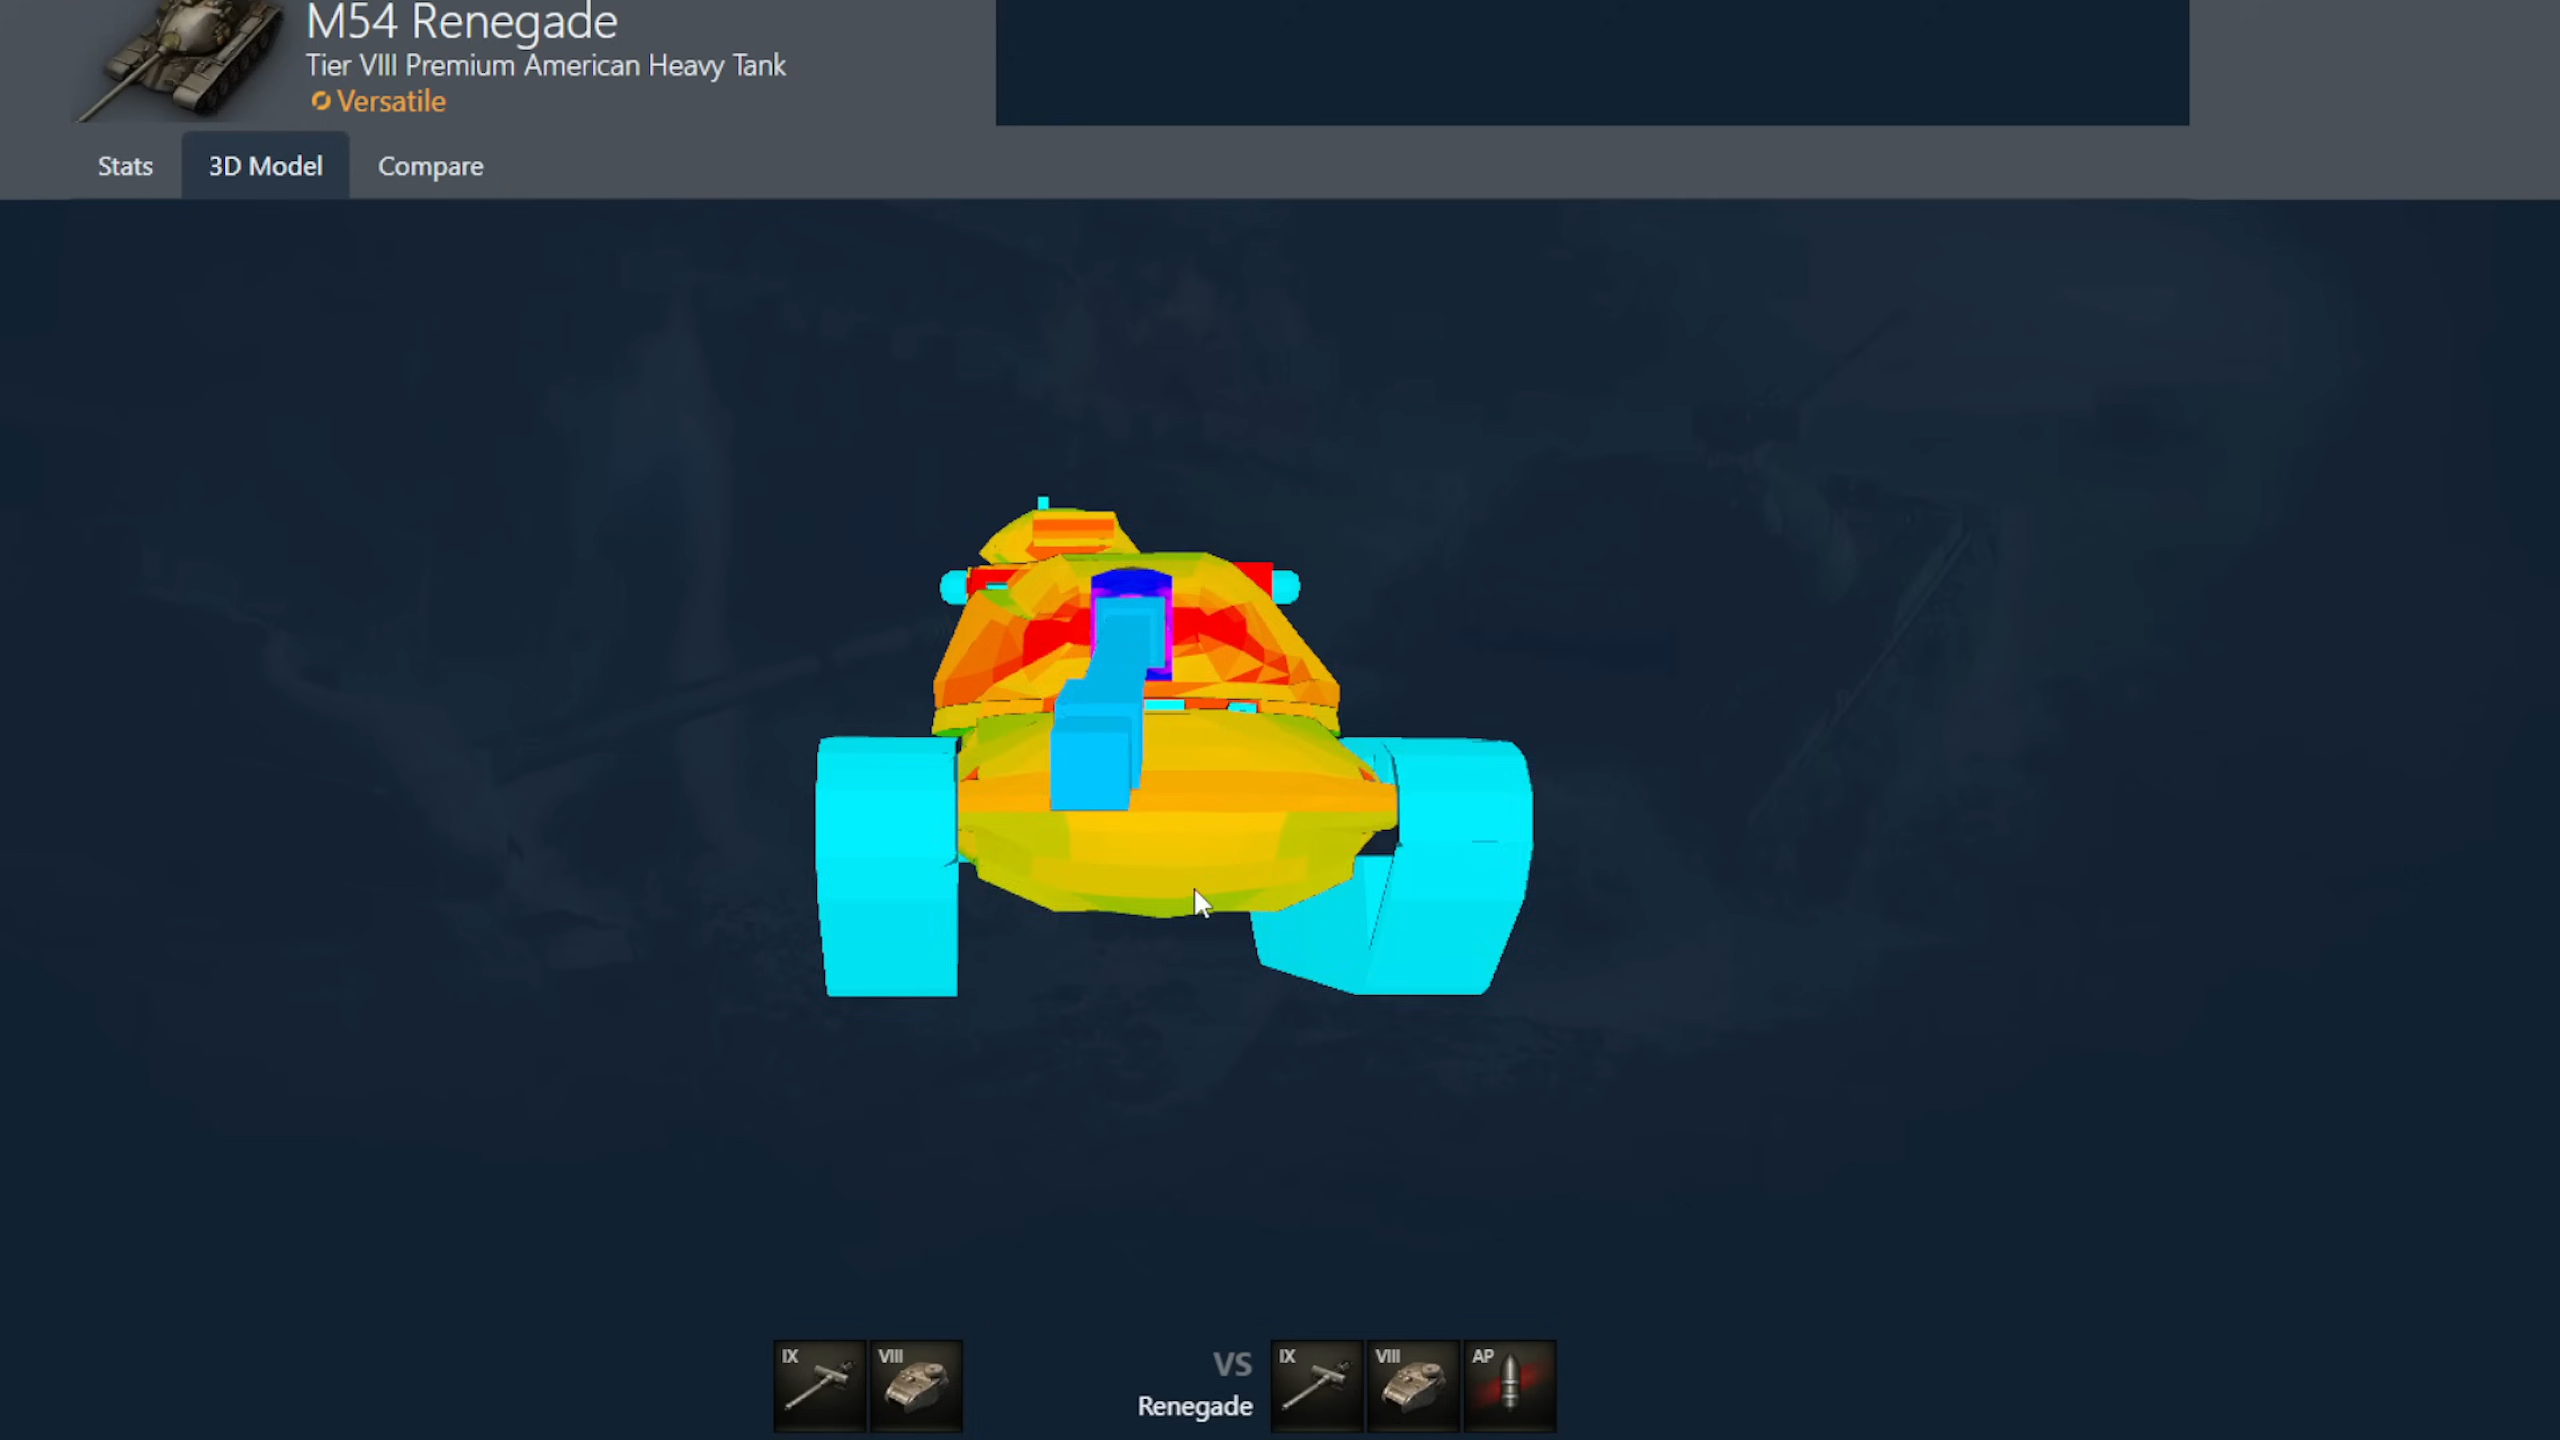 M54 Renegade
Tier VIII Premium American Heavy Tank
Versatile
Stats
3D Model
Compare
IX
VIII
VS
Renegade
IX
VIII
AP